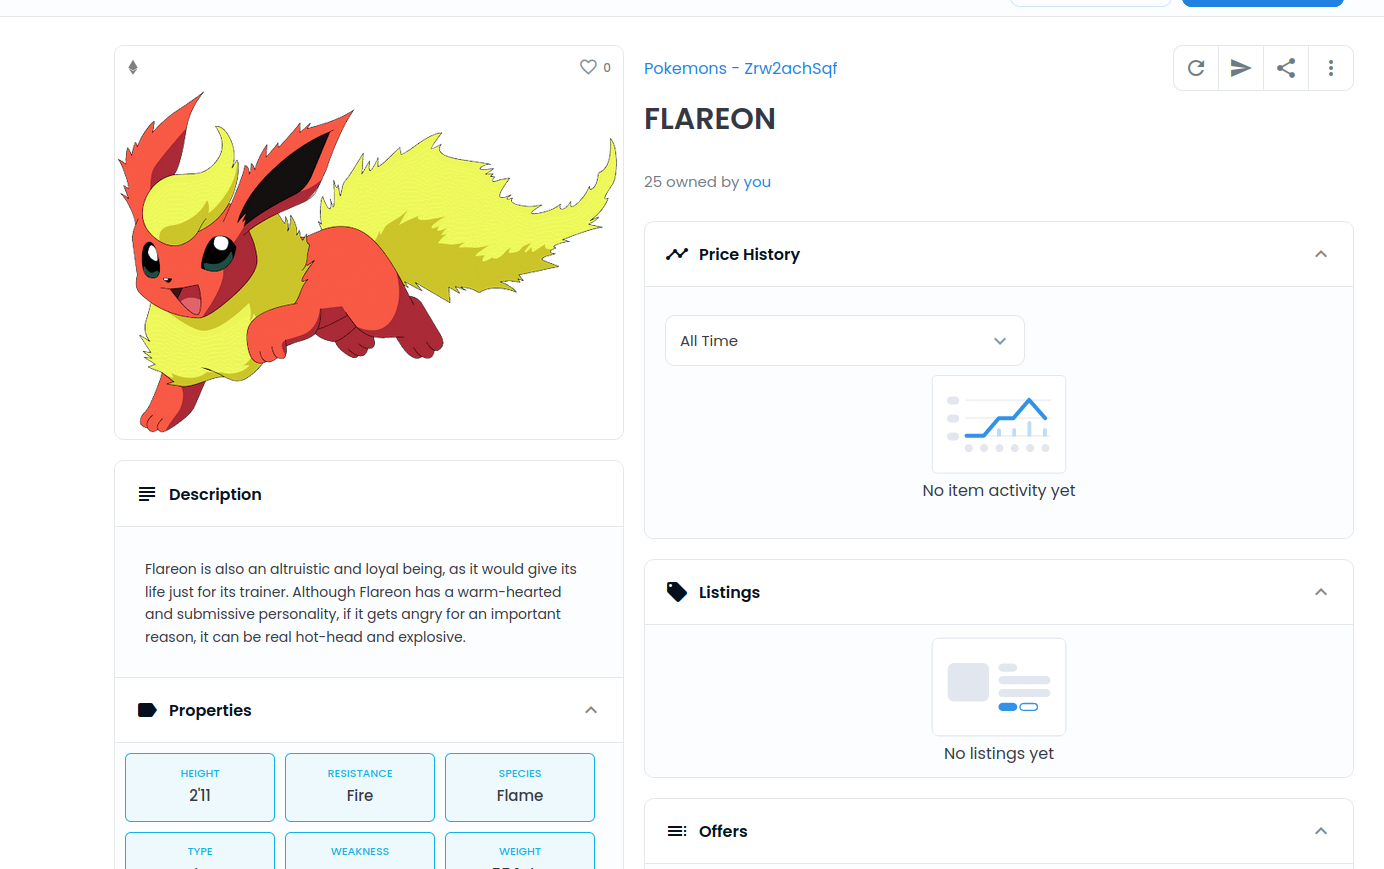 0
Pokemons - Zrw2achSqf
FLAREON
25 owned by you
Price History
All Time
No item activity yet
Listings
No listings yet
Offers
Description
Flareon is also an altruistic and loyal being, as it would give its
life just for its trainer. Although Flareon has a warm-hearted
and submissive personality, if it gets angry for an important
reason, it can be real hot-head and explosive.
Properties
HEIGHT
2'11
RESISTANCE
Fire
SPECIES
Flame
TYPE
WEAKNESS
WEIGHT